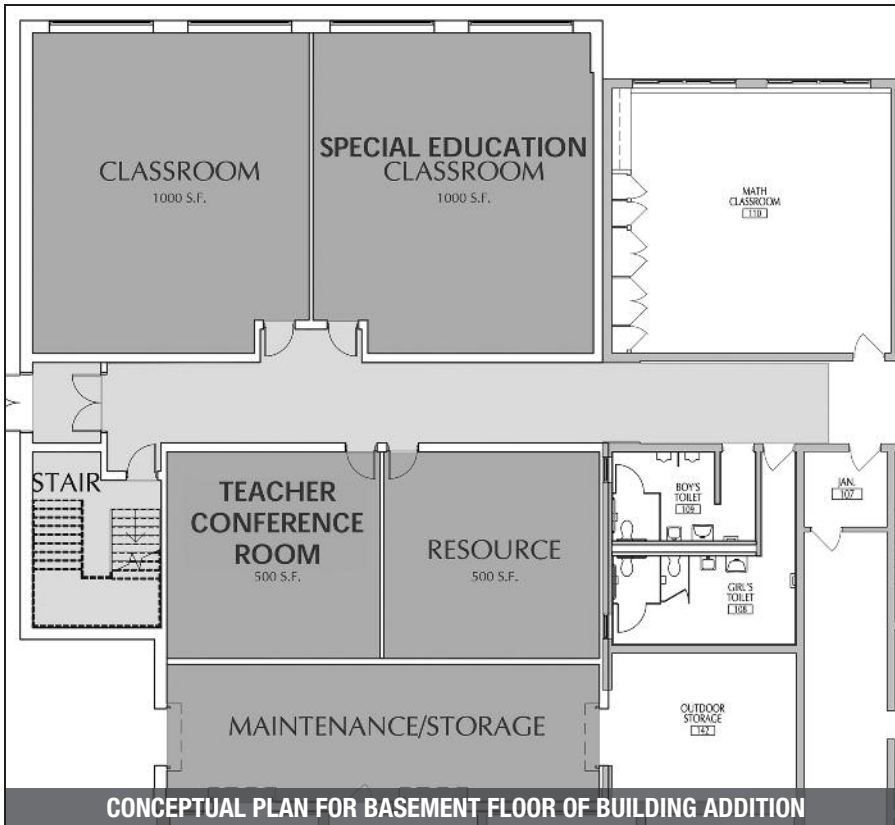 CLASSROOM
1000 S.F.
SPECIAL EDUCATION
CLASSROOM
1000 S.F.
MATH
CLASSROOM
110
STAIR
TEACHER
CONFERENCE
ROOM
500 S.F.
RESOURCE
500 S.F.
BOY'S
TOILET
109
JAN.
107
GIRL'S
TOILET
108
MAINTENANCE/STORAGE
OUTDOOR
STORAGE
142
CONCEPTUAL PLAN FOR BASEMENT FLOOR OF BUILDING ADDITION